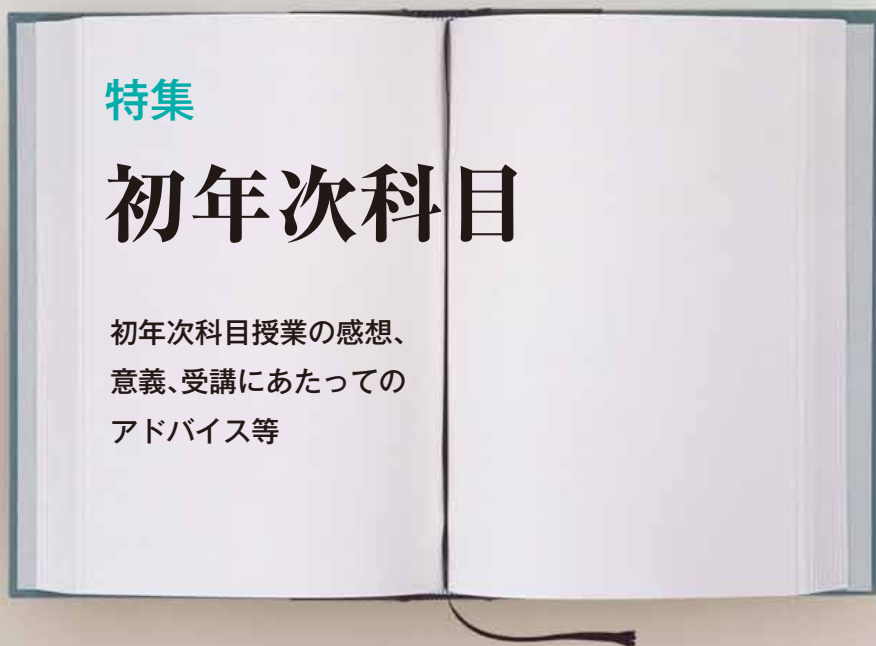 特集
初年次科目
初年次科目授業の感想、
意義、受講にあたっての
アドバイス等